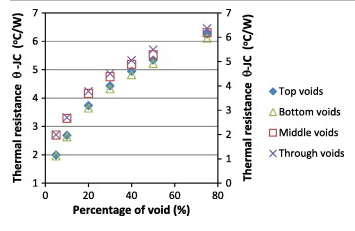 7
6
5
4
3
2
1
Thermal resistance θ -JC (°C/W)
7
6
5
4
3
2
1
0
Thermal resistance θ -JC (°C/W)
0 20 40 60 80
Percentage of void (%)
Top voids
Bottom voids
Middle voids
Through voids